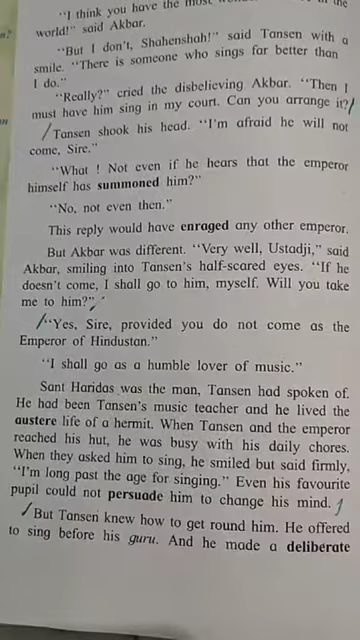 "I think you have the most in the
world!" said Akbar.
"But I don't, Shahenshah!" said Tansen with a
smile. "There is someone who sings far better than
I do."
"Really?" cried the disbelieving Akbar. "Then I
must have him sing in my court. Can you arrange it?"
Tansen shook his head. "I'm afraid he will not
come, Sire."
"What ! Not even if he hears that the emperor
himself has summoned him?"
"No, not even then."
This reply would have enraged any other emperor.
But Akbar was different. "Very well, Ustadji," said
Akbar, smiling into Tansen's half-scared eyes. "If he
doesn't come, I shall go to him, myself. Will you take
me to him?"
"Yes, Sire, provided you do not come as the
Emperor of Hindustan."
"I shall go as a humble lover of music."
Sant Haridas was the man, Tansen had spoken of.
He had been Tansen's music teacher and he lived the
austere life of a hermit. When Tansen and the emperor
reached his hut, he was busy with his daily chores.
When they asked him to sing, he smiled but said firmly,
"I'm long past the age for singing." Even his favourite
pupil could not persuade him to change his mind.
But Tansen knew how to get round him. He offered
to sing before his guru. And he made a deliberate